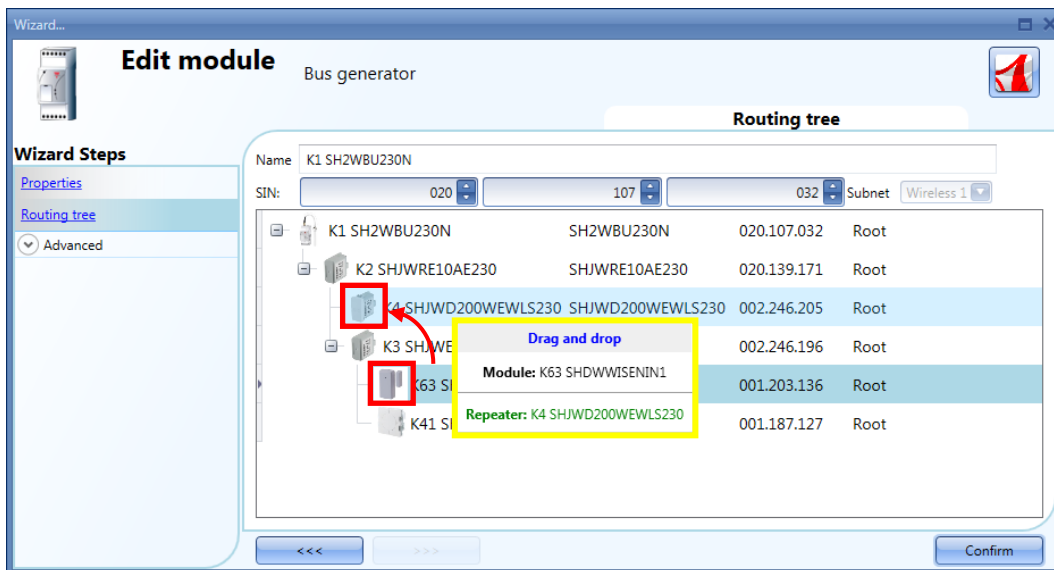 Wizard...
Edit module
Bus generator
Routing tree
Wizard Steps
Properties
Routing tree
Advanced
Name K1 SH2WBU230N
SIN: 020 107 032 Subnet Wireless 1
K1 SH2WBU230N SH2WBU230N 020.107.032 Root
K2 SHJWRE10AE230 SHJWRE10AE230 020.139.171 Root
K4 SHJWD200WEWLS230 SHJWD200WEWLS230 002.246.205 Root
K3 SHJWE 002.246.196 Root
K63 SH 001.203.136 Root
K41 SH 001.187.127 Root
Drag and drop
Module: K63 SHDWWISENIN1
Repeater: K4 SHJWD200WEWLS230
<<< >>> Confirm